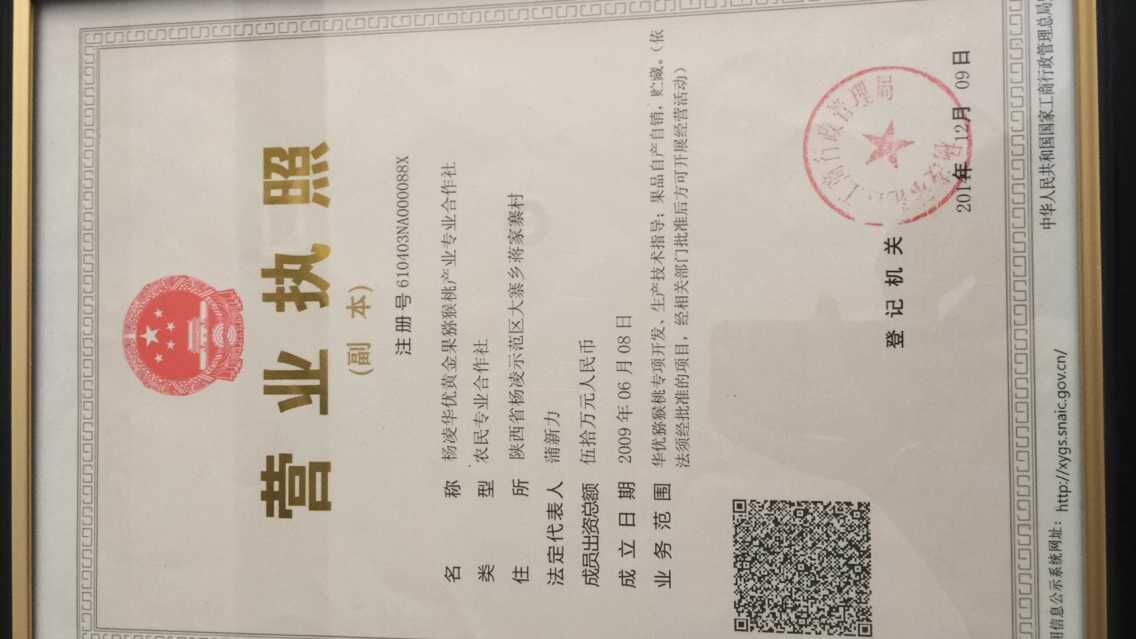 营业执照
(副 本)
注册号 610403NA000088X
名 称 杨凌华优黄金果猕猴桃产业专业合作社
类 型 农民专业合作社
住 所 陕西省杨凌示范区大寨乡蒋家寨村
法定代表人 蒲新力
成员出资总额 伍拾万元人民币
成立日期 2009年06月08日
业务范围 华优猕猴桃专项开发、生产技术指导；果品自产自销，贮藏。（依
法须经批准的项目，经相关部门批准后方可开展经营活动）
工商行政管理局
登记机关
年 12月 09日
信息公示系统网址： http://xygs.snaic.gov.cn/
中华人民共和国国家工商行政管理总局